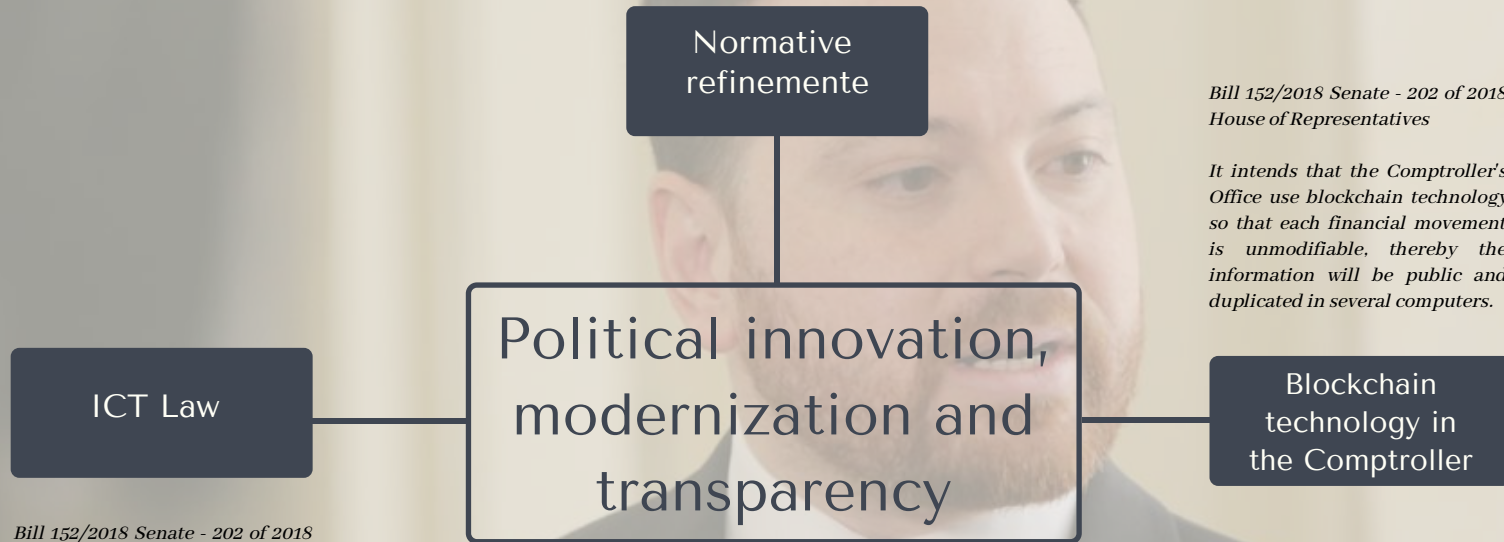 Normative
refinemente
Bill 152/2018 Senate - 202 of 2018
House of Representatives
It intends that the Comptroller's
Office use blockchain technology
so that each financial movement
is unmodifiable, thereby the
information will be public and
duplicated in several computers.
Political innovation,
modernization and
transparency
ICT Law
Blockchain
technology in
the Comptroller
Bill 152/2018 Senate - 202 of 2018